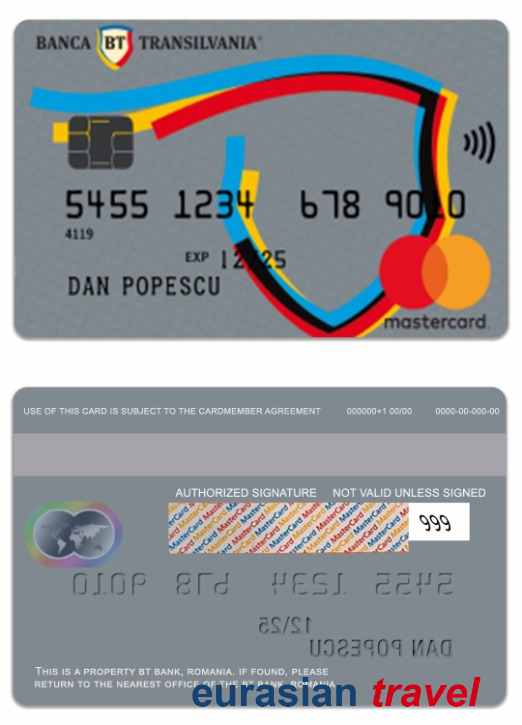 BANCA BT TRANSILVANIA
5455 1234 678 9010
4119
EXP 12/25
DAN POPESCU
mastercard.
USE OF THIS CARD IS SUBJECT TO THE CARDMEMBER AGREEMENT 000000+1 00/00 0000-00-000-00
AUTHORIZED SIGNATURE NOT VALID UNLESS SIGNED
MasterCard MasterCard MasterCard
999
5455 1234 678 9010
12\25
DAN POPESCU
THIS IS A PROPERTY BT BANK, ROMANIA. IF FOUND, PLEASE
RETURN TO THE NEAREST OFFICE OF THE BT BANK, ROMANIA
eurasian travel